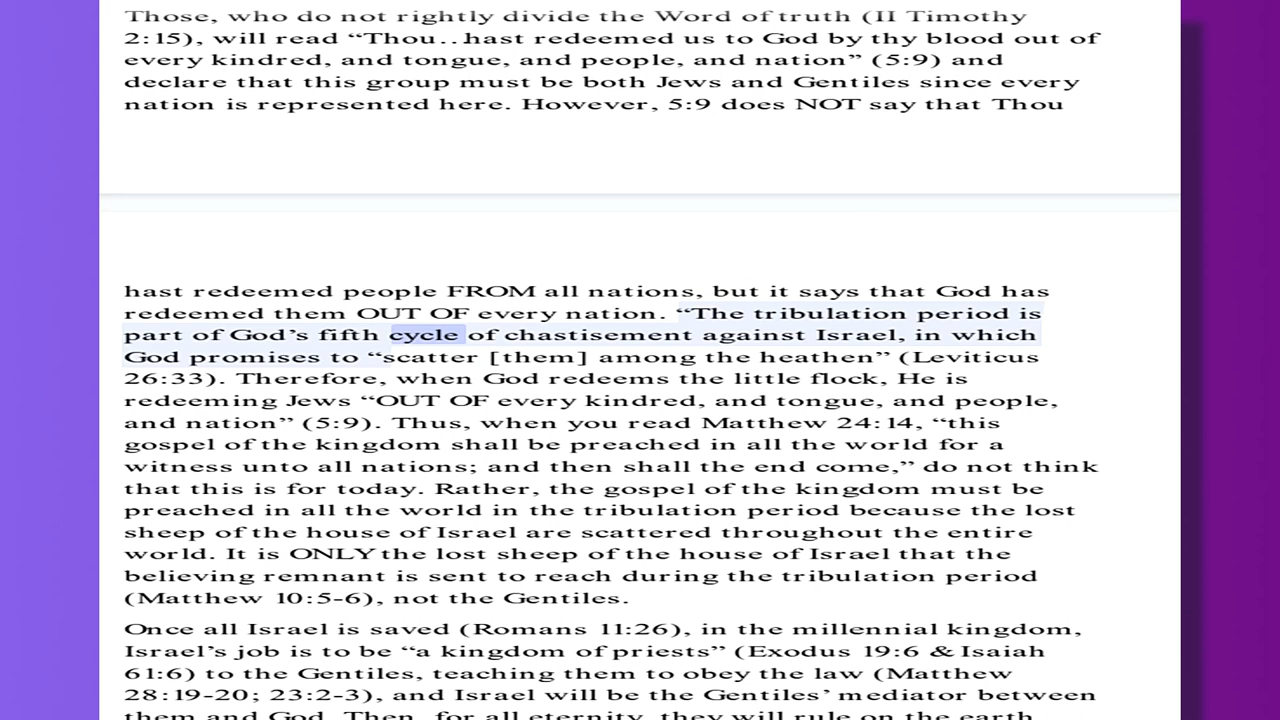 Those, who do not rightly divide the Word of truth (II Timothy
2:15), will read “Thou…hast redeemed us to God by thy blood out of
every kindred, and tongue, and people, and nation” (5:9) and
declare that this group must be both Jews and Gentiles since every
nation is represented here. However, 5:9 does NOT say that Thou
hast redeemed people FROM all nations, but it says that God has
redeemed them OUT OF every nation. “The tribulation period is
part of God’s fifth cycle of chastisement against Israel, in which
God promises to “scatter [them] among the heathen” (Leviticus
26:33). Therefore, when God redeems the little flock, He is
redeeming Jews “OUT OF every kindred, and tongue, and people,
and nation” (5:9). Thus, when you read Matthew 24:14, “this
gospel of the kingdom shall be preached in all the world for a
witness unto all nations; and then shall the end come,” do not think
that this is for today. Rather, the gospel of the kingdom must be
preached in all the world in the tribulation period because the lost
sheep of the house of Israel are scattered throughout the entire
world. It is ONLY the lost sheep of the house of Israel that the
believing remnant is sent to reach during the tribulation period
(Matthew 10:5-6), not the Gentiles.
Once all Israel is saved (Romans 11:26), in the millennial kingdom,
Israel’s job is to be “a kingdom of priests” (Exodus 19:6 & Isaiah
61:6) to the Gentiles, teaching them to obey the law (Matthew
28:19-20; 23:2-3), and Israel will be the Gentiles’ mediator between
them and God. Then, for all eternity, they will rule on the earth